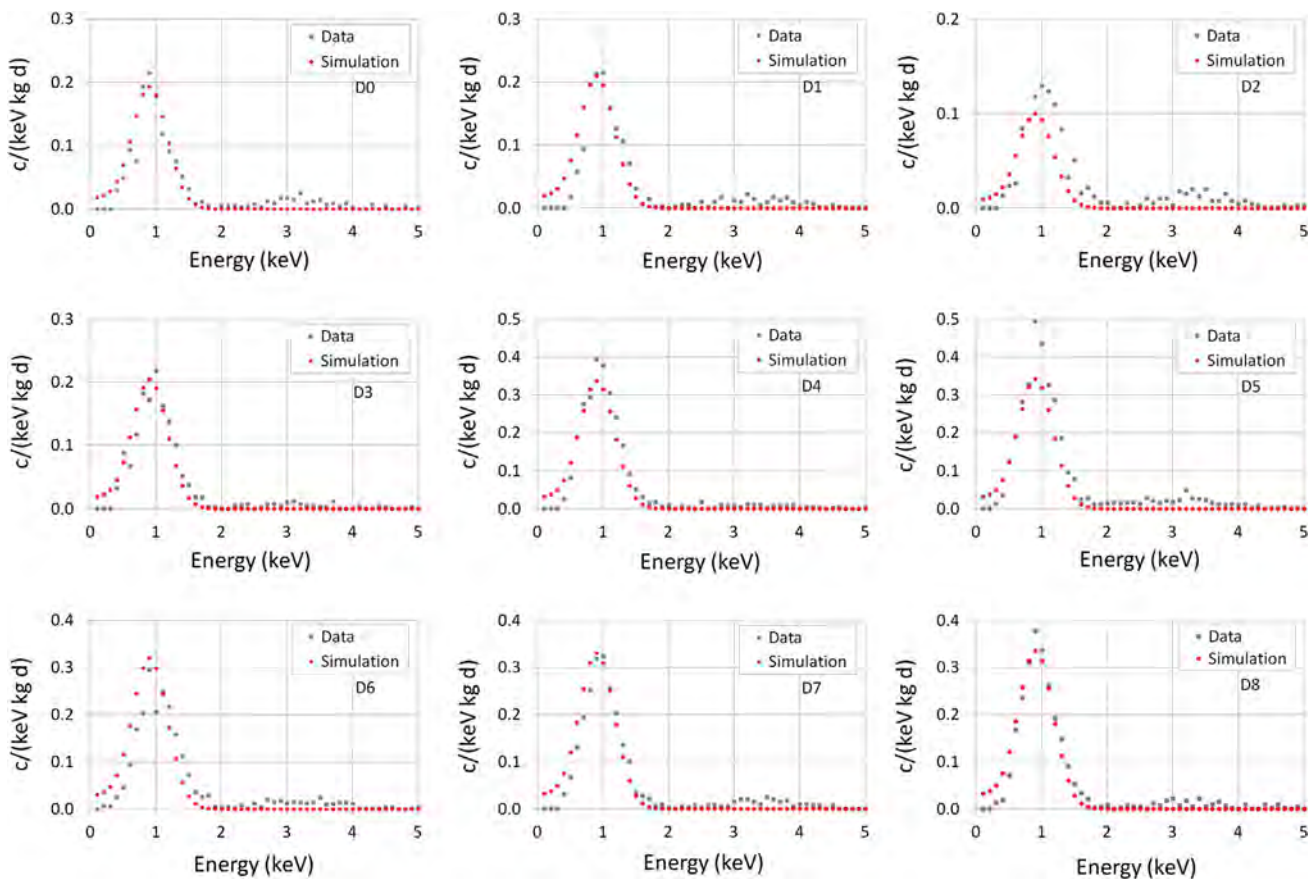 0.3
0.2
0.1
0.0
c/(keV kg d)
Data
Simulation
D0
0 1 2 3 4 5
Energy (keV)
0.3
0.2
0.1
0.0
c/(keV kg d)
Data
Simulation
D1
0 1 2 3 4 5
Energy (keV)
0.2
0.1
0.0
c/(keV kg d)
Data
Simulation
D2
0 1 2 3 4 5
Energy (keV)
0.3
0.2
0.1
0.0
c/(keV kg d)
Data
Simulation
D3
0 1 2 3 4 5
Energy (keV)
0.5
0.4
0.3
0.2
0.1
0.0
c/(keV kg d)
Data
Simulation
D4
0 1 2 3 4 5
Energy (keV)
0.5
0.4
0.3
0.2
0.1
0.0
c/(keV kg d)
Data
Simulation
D5
0 1 2 3 4 5
Energy (keV)
0.4
0.3
0.2
0.1
0.0
c/(keV kg d)
Data
Simulation
D6
0 1 2 3 4 5
Energy (keV)
0.4
0.3
0.2
0.1
0.0
c/(keV kg d)
Data
Simulation
D7
0 1 2 3 4 5
Energy (keV)
0.4
0.3
0.2
0.1
0.0
c/(keV kg d)
Data
Simulation
D8
0 1 2 3 4 5
Energy (keV)